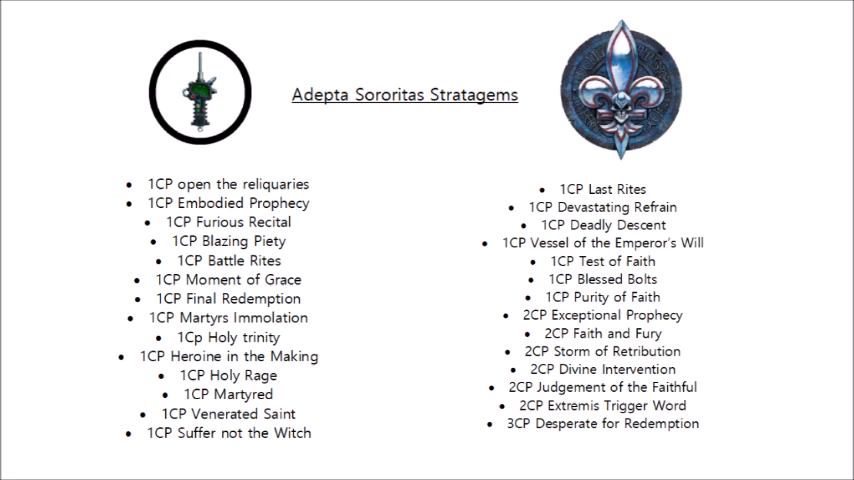 Adepta Sororitas Stratagems
• 1CP open the reliquaries
• 1CP Embodied Prophecy
• 1CP Furious Recital
• 1CP Blazing Piety
• 1CP Battle Rites
• 1CP Moment of Grace
• 1CP Final Redemption
• 1CP Martyrs Immolation
• 1Cp Holy trinity
• 1CP Heroine in the Making
• 1CP Holy Rage
• 1CP Martyred
• 1CP Venerated Saint
• 1CP Suffer not the Witch
• 1CP Last Rites
• 1CP Devastating Refrain
• 1CP Deadly Descent
• 1CP Vessel of the Emperor's Will
• 1CP Test of Faith
• 1CP Blessed Bolts
• 1CP Purity of Faith
• 2CP Exceptional Prophecy
• 2CP Faith and Fury
• 2CP Storm of Retribution
• 2CP Divine Intervention
• 2CP Judgement of the Faithful
• 2CP Extremis Trigger Word
• 3CP Desperate for Redemption